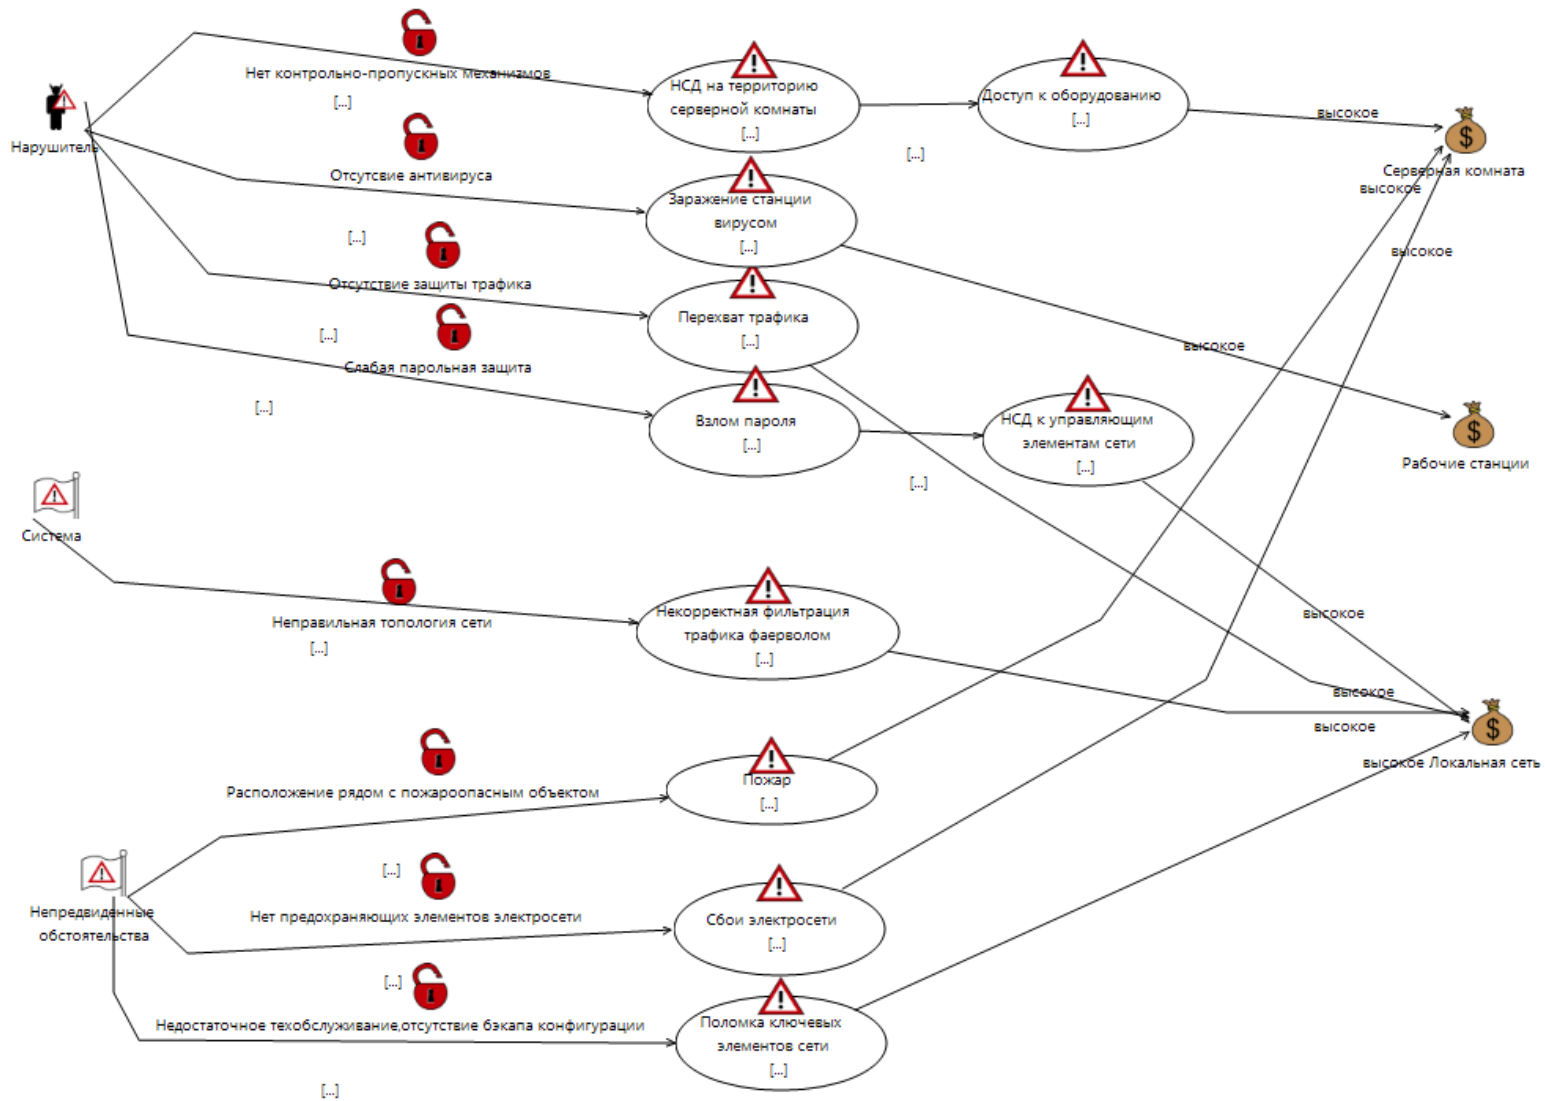 Нет контрольно-пропускных механизмов
[...]
Нарушитель
НСД на территорию
серверной комнаты
[...]
[...]
Доступ к оборудованию
[...]
высокое
Серверная комната
высокое
высокое
Отсутсвие антивируса
[...]
Заражение станции
вирусом
[...]
Отсутствие защиты трафика
[...]
Перехват трафика
[...]
высокое
Слабая парольная защита
[...]
Взлом пароля
[...]
[...]
НСД к управляющим
элементам сети
[...]
Рабочие станции
Система
Неправильная топология сети
[...]
Некорректная фильтрация
трафика фаерволом
[...]
высокое
высокое
высокое
высокое Локальная сеть
Расположение рядом с пожароопасным объектом
[...]
Пожар
[...]
Непредвиденные
обстоятельства
Нет предохраняющих элементов электросети
[...]
Сбои электросети
[...]
Недостаточное техобслуживание,отсутствие бэкапа конфигурации
[...]
Поломка ключевых
элементов сети
[...]